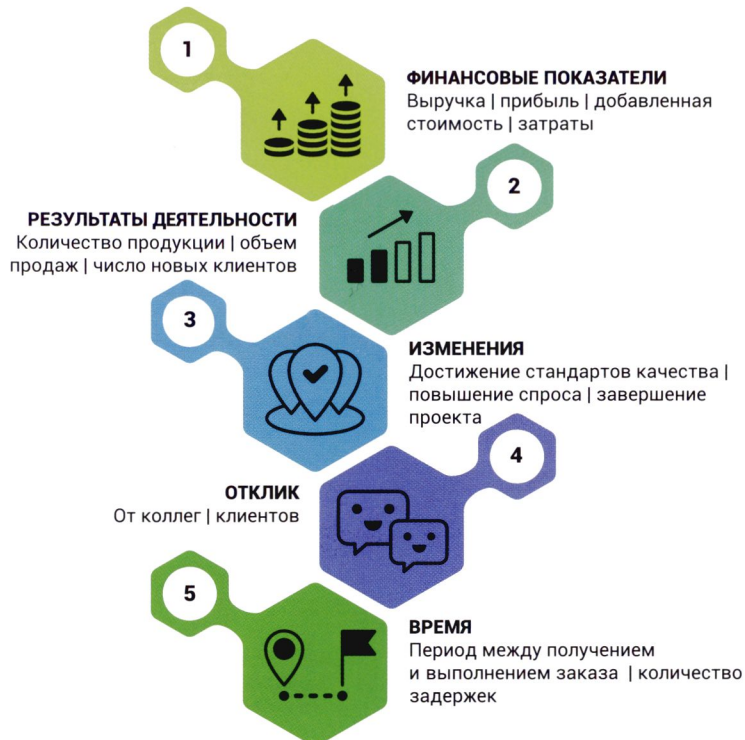 1
ФИНАНСОВЫЕ ПОКАЗАТЕЛИ
Выручка | прибыль | добавленная
стоимость | затраты
2
РЕЗУЛЬТАТЫ ДЕЯТЕЛЬНОСТИ
Количество продукции | объем
продаж | число новых клиентов
3
ИЗМЕНЕНИЯ
Достижение стандартов качества |
повышение спроса | завершение
проекта
4
ОТКЛИК
От коллег | клиентов
5
ВРЕМЯ
Период между получением
и выполнением заказа | количество
задержек